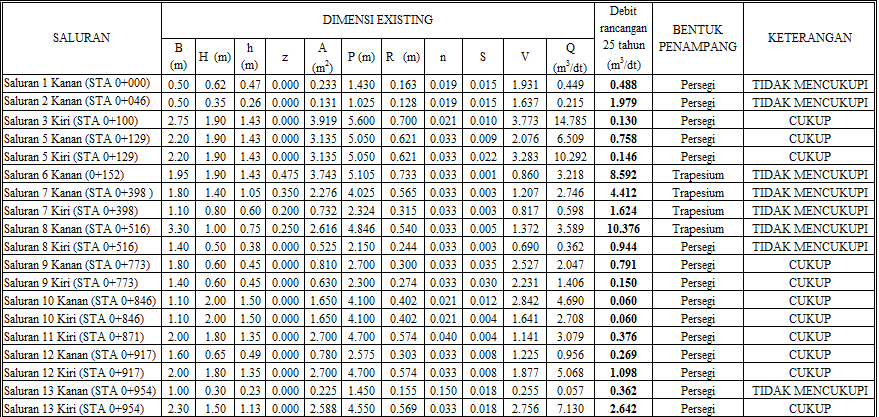 SALURAN DIMENSI EXISTING Debit rancangan 25 tahun (m³/dt) BENTUK PENAMPANG KETERANGAN
B (m) H (m) h (m) z A (m²) P (m) R (m) n S V Q (m³/dt)
Saluran 1 Kanan (STA 0+000) 0.50 0.62 0.47 0.000 0.233 1.430 0.163 0.019 0.015 1.931 0.449 0.488 Persegi TIDAK MENCUKUPI
Saluran 2 Kanan (STA 0+046) 0.50 0.35 0.26 0.000 0.131 1.025 0.128 0.019 0.015 1.637 0.215 1.979 Persegi TIDAK MENCUKUPI
Saluran 3 Kiri (STA 0+100) 2.75 1.90 1.43 0.000 3.919 5.600 0.700 0.021 0.010 3.773 14.785 0.130 Persegi CUKUP
Saluran 5 Kanan (STA 0+129) 2.20 1.90 1.43 0.000 3.135 5.050 0.621 0.033 0.009 2.076 6.509 0.758 Persegi CUKUP
Saluran 5 Kiri (STA 0+129) 2.20 1.90 1.43 0.000 3.135 5.050 0.621 0.033 0.022 3.283 10.292 0.146 Persegi CUKUP
Saluran 6 Kanan (0+152) 1.95 1.90 1.43 0.475 3.743 5.105 0.733 0.033 0.001 0.860 3.218 8.592 Trapesium TIDAK MENCUKUPI
Saluran 7 Kanan (STA 0+398 ) 1.80 1.40 1.05 0.350 2.276 4.025 0.565 0.033 0.003 1.207 2.746 4.412 Trapesium TIDAK MENCUKUPI
Saluran 7 Kiri (STA 0+398) 1.10 0.80 0.60 0.200 0.732 2.324 0.315 0.033 0.003 0.817 0.598 1.624 Trapesium TIDAK MENCUKUPI
Saluran 8 Kanan (STA 0+516) 3.30 1.00 0.75 0.250 2.616 4.846 0.540 0.033 0.005 1.372 3.589 10.376 Trapesium TIDAK MENCUKUPI
Saluran 8 Kiri (STA 0+516) 1.40 0.50 0.38 0.000 0.525 2.150 0.244 0.033 0.003 0.690 0.362 0.944 Persegi TIDAK MENCUKUPI
Saluran 9 Kanan (STA 0+773) 1.80 0.60 0.45 0.000 0.810 2.700 0.300 0.033 0.035 2.527 2.047 0.791 Persegi CUKUP
Saluran 9 Kiri (STA 0+773) 1.40 0.60 0.45 0.000 0.630 2.300 0.274 0.033 0.030 2.231 1.406 0.150 Persegi CUKUP
Saluran 10 Kanan (STA 0+846) 1.10 2.00 1.50 0.000 1.650 4.100 0.402 0.021 0.012 2.842 4.690 0.060 Persegi CUKUP
Saluran 10 Kiri (STA 0+846) 1.10 2.00 1.50 0.000 1.650 4.100 0.402 0.021 0.004 1.641 2.708 0.060 Persegi CUKUP
Saluran 11 Kiri (STA 0+871) 2.00 1.80 1.35 0.000 2.700 4.700 0.574 0.040 0.004 1.141 3.079 0.376 Persegi CUKUP
Saluran 12 Kanan (STA 0+917) 1.60 0.65 0.49 0.000 0.780 2.575 0.303 0.033 0.008 1.225 0.956 0.269 Persegi CUKUP
Saluran 12 Kiri (STA 0+917) 2.00 1.80 1.35 0.000 2.700 4.700 0.574 0.033 0.008 1.877 5.068 1.098 Persegi CUKUP
Saluran 13 Kanan (STA 0+954) 1.00 0.30 0.23 0.000 0.225 1.450 0.155 0.150 0.018 0.255 0.057 0.362 Persegi TIDAK MENCUKUPI
Saluran 13 Kiri (STA 0+954) 2.30 1.50 1.13 0.000 2.588 4.550 0.569 0.033 0.018 2.756 7.130 2.642 Persegi CUKUP